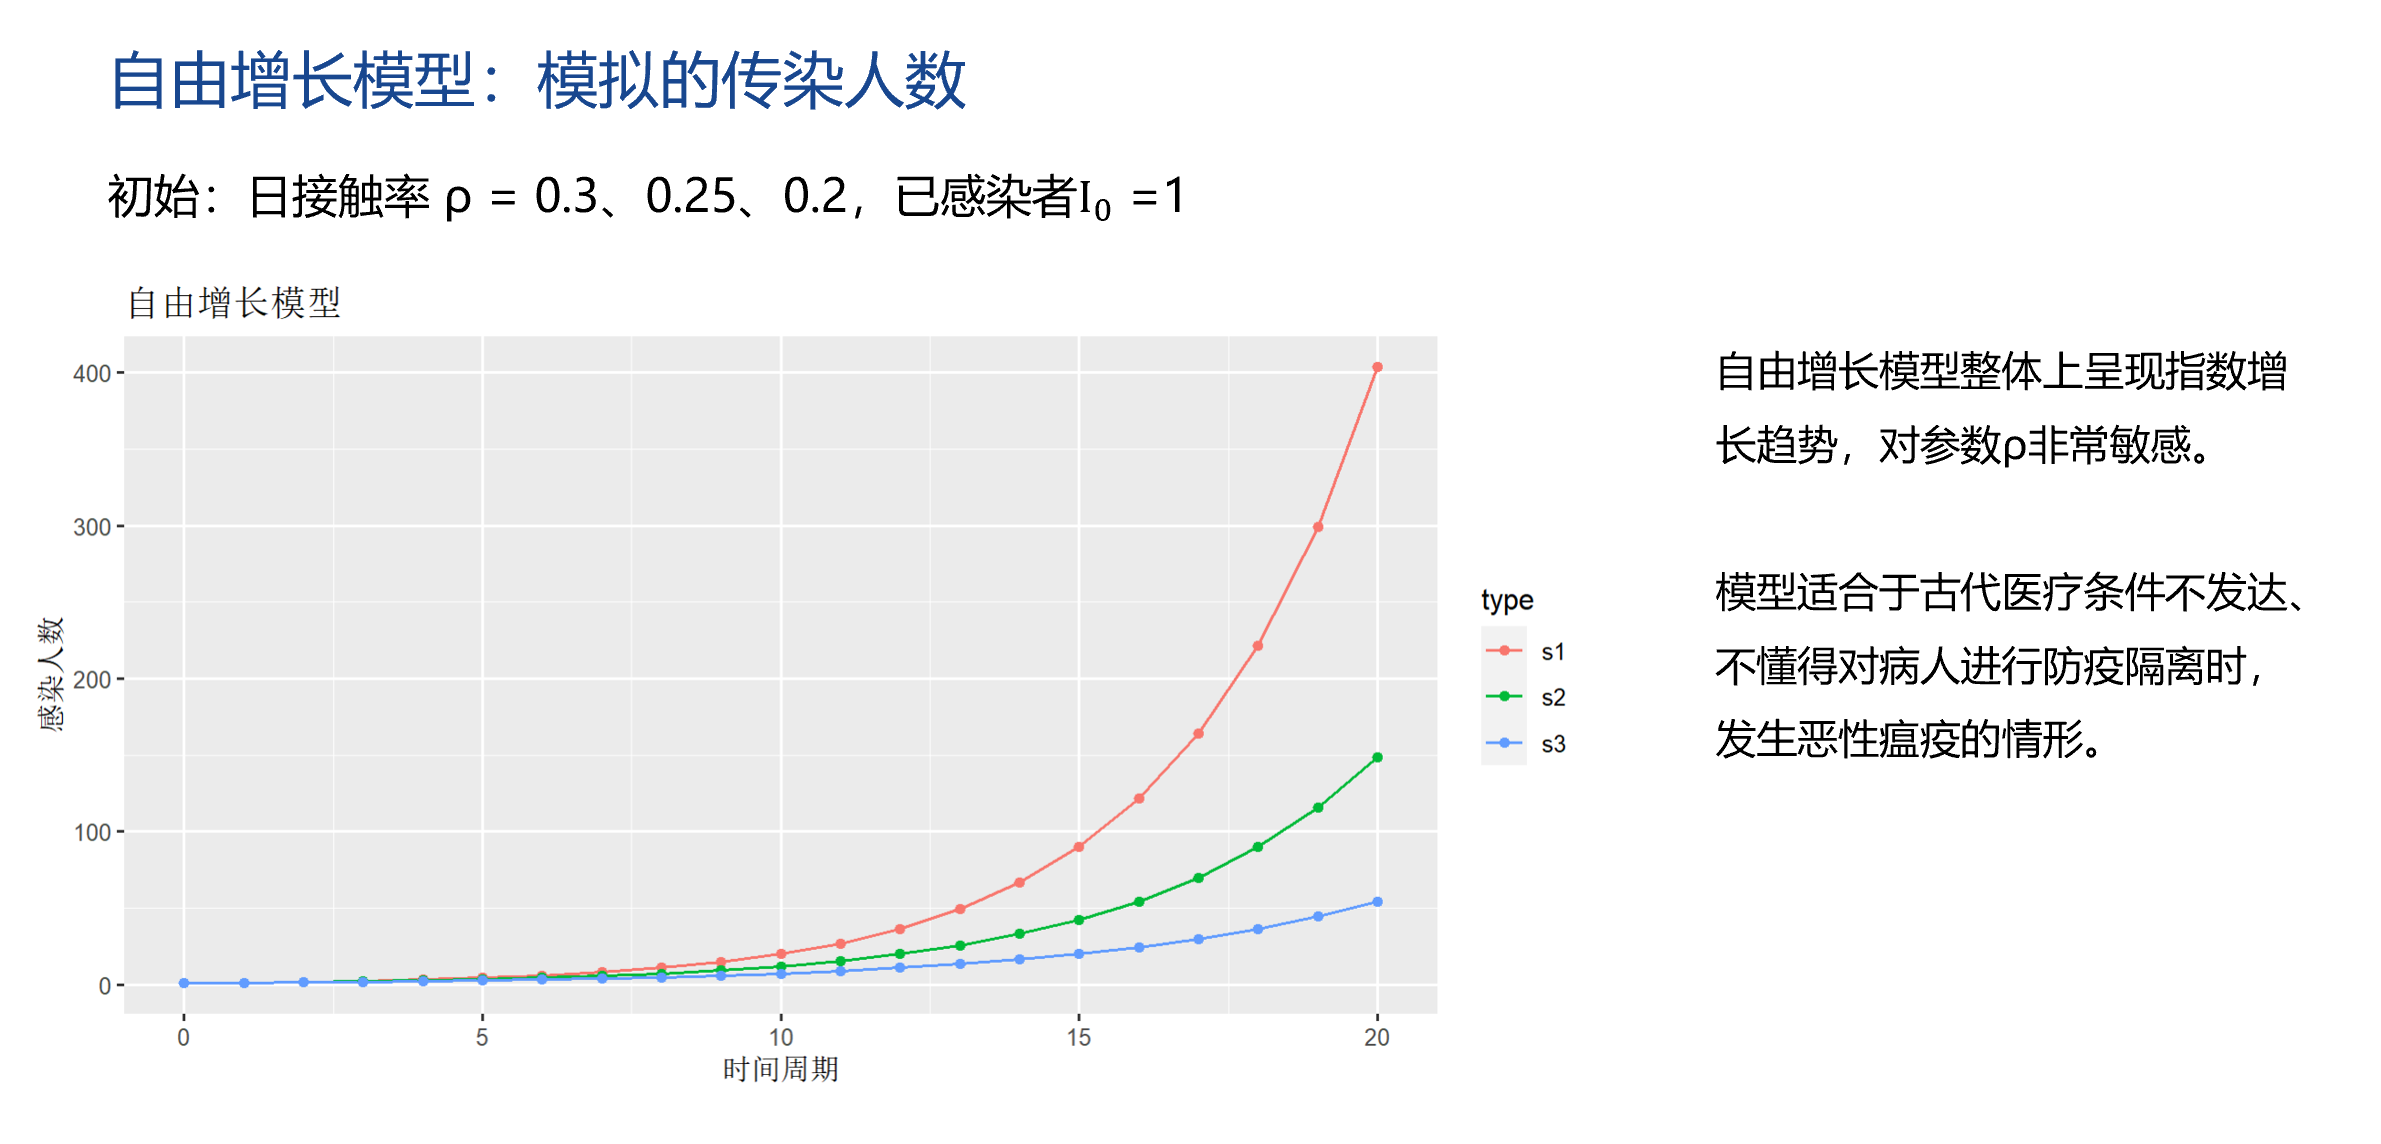 自由增长模型：模拟的传染人数
初始：日接触率 ρ = 0.3、0.25、0.2，已感染者I₀ =1
自由增长模型
400
300
200
100
0
感染人数
0 5 10 15 20
时间周期
type
s1
s2
s3
自由增长模型整体上呈现指数增
长趋势，对参数ρ非常敏感。
模型适合于古代医疗条件不发达、
不懂得对病人进行防疫隔离时，
发生恶性瘟疫的情形。